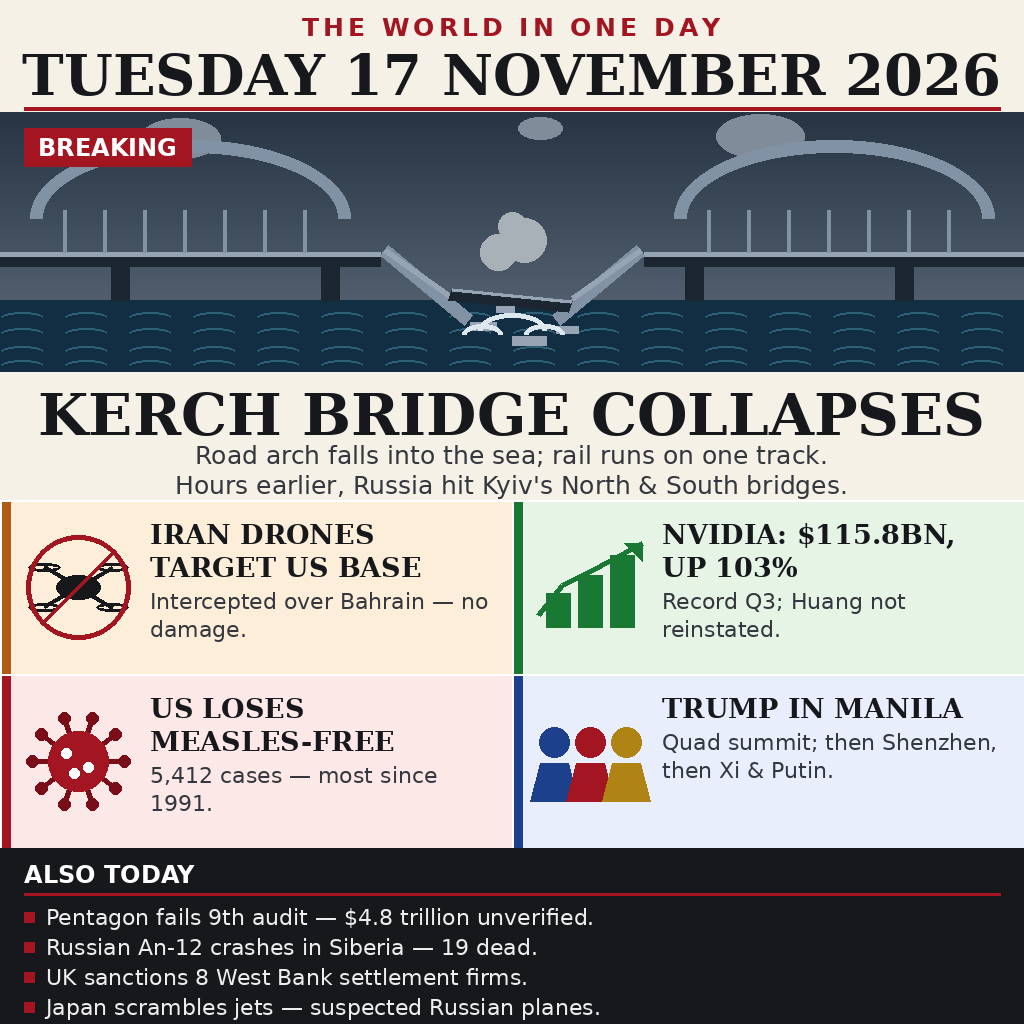 THE WORLD IN ONE DAY
TUESDAY 17 NOVEMBER 2026
BREAKING
KERCH BRIDGE COLLAPSES
Road arch falls into the sea; rail runs on one track.
Hours earlier, Russia hit Kyiv's North & South bridges.
IRAN DRONES
TARGET US BASE
Intercepted over Bahrain — no
damage.
NVIDIA: $115.8BN,
UP 103%
Record Q3; Huang not
reinstated.
US LOSES
MEASLES-FREE
5,412 cases — most since
1991.
TRUMP IN MANILA
Quad summit; then Shenzhen,
then Xi & Putin.
ALSO TODAY
Pentagon fails 9th audit — $4.8 trillion unverified.
Russian An-12 crashes in Siberia — 19 dead.
UK sanctions 8 West Bank settlement firms.
Japan scrambles jets — suspected Russian planes.